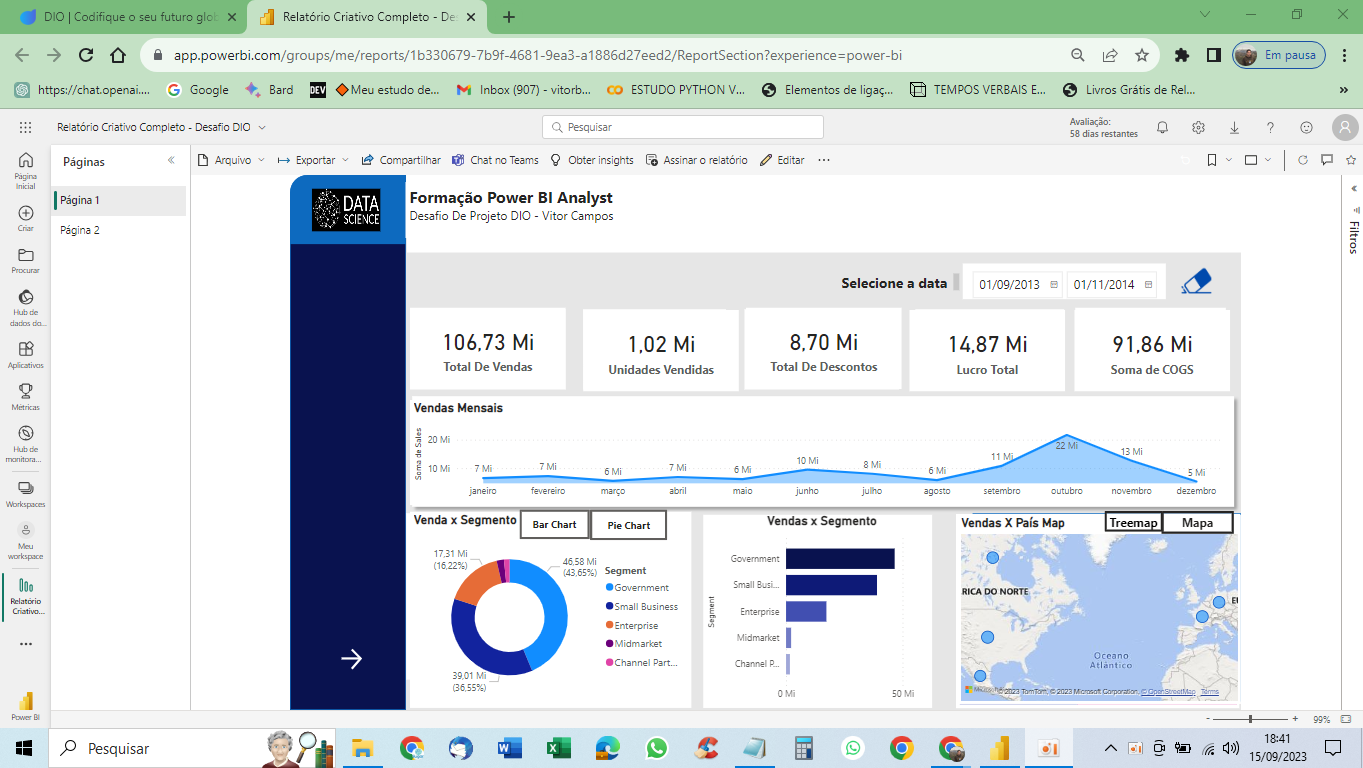 DIO | Codifique o seu futuro glob
Relatório Criativo Completo - Des
app.powerbi.com/groups/me/reports/1b330679-7b9f-4681-9ea3-a1886d27eed2/ReportSection?experience=power-bi
Em pausa
https://chat.openai....
Google
Bard
DEV
Meu estudo de...
Inbox (907) - vitorb...
ESTUDO PYTHON V...
Elementos de ligaç...
TEMPOS VERBAIS E...
Livros Grátis de Rel...
Relatório Criativo Completo - Desafio DIO
Pesquisar
Avaliação:
58 dias restantes
Página
Inicial
Criar
Procurar
Hub de
dados do...
Aplicativos
Métricas
Hub de
monitora...
Workspaces
Meu
workspace
Relatório
Criativo...
Power BI
Páginas
Página 1
Página 2
Arquivo
Exportar
Compartilhar
Chat no Teams
Obter insights
Assinar o relatório
Editar
Filtros
DATA
SCIENCE
Formação Power BI Analyst
Desafio De Projeto DIO - Vitor Campos
Selecione a data
01/09/2013
01/11/2014
106,73 Mi
Total De Vendas
1,02 Mi
Unidades Vendidas
8,70 Mi
Total De Descontos
14,87 Mi
Lucro Total
91,86 Mi
Soma de COGS
Vendas Mensais
Soma de Sales
20 Mi
10 Mi
7 Mi
7 Mi
6 Mi
7 Mi
6 Mi
10 Mi
8 Mi
6 Mi
11 Mi
22 Mi
13 Mi
5 Mi
janeiro
fevereiro
março
abril
maio
junho
julho
agosto
setembro
outubro
novembro
dezembro
Venda x Segmento
Bar Chart
Pie Chart
17,31 Mi
(16,22%)
46,58 Mi
(43,65%)
39,01 Mi
(36,55%)
Segment
Government
Small Business
Enterprise
Midmarket
Channel Part...
Vendas x Segmento
Segment
Government
Small Busi...
Enterprise
Midmarket
Channel P...
0 Mi
50 Mi
Vendas X País Map
Treemap
Mapa
RICA DO NORTE
EU
Oceano
Atlântico
© 2023 TomTom, © 2023 Microsoft Corporation, © OpenStreetMap
Terms
99%
Pesquisar
18:41
15/09/2023